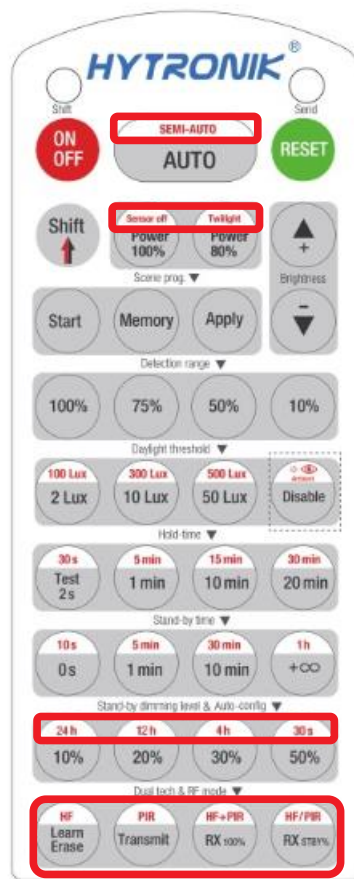 HYTRONIK®
Shift
Send
ON
OFF
SEMI-AUTO
AUTO
RESET
Shift
Sensor off
Power
100%
Twilight
Power
80%
+
Brightness
−
Scene prog. ▼
Start
Memory
Apply
Detection range ▼
100%
75%
50%
10%
Daylight threshold ▼
100 Lux
2 Lux
300 Lux
10 Lux
500 Lux
50 Lux
Ambient
Disable
Hold-time ▼
30 s
Test
2s
5 min
1 min
15 min
10 min
30 min
20 min
Stand-by time ▼
10 s
0 s
5 min
1 min
30 min
10 min
1 h
+∞
Stand-by dimming level & Auto-config ▼
24 h
10%
12 h
20%
4 h
30%
30 s
50%
Dual tech & RF mode ▼
HF
Learn
Erase
PIR
Transmit
HF+PIR
RX 100%
HF/PIR
RX STBY%